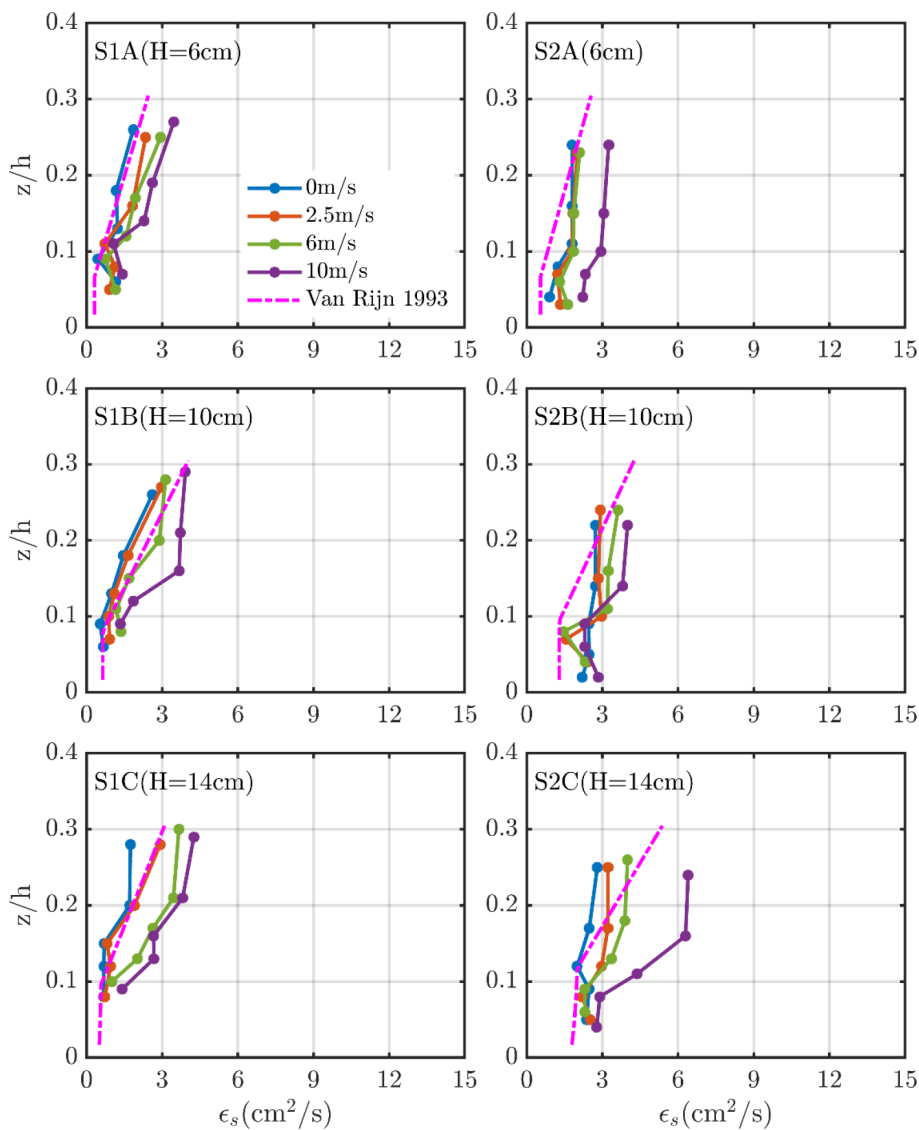 0.4
0.3
0.2
0.1
0
z/h
S1A(H=6cm)
0m/s
2.5m/s
6m/s
10m/s
Van Rijn 1993
0 3 6 9 12 15
0.4
0.3
0.2
0.1
0
z/h
S2A(6cm)
0 3 6 9 12 15
0.4
0.3
0.2
0.1
0
z/h
S1B(H=10cm)
0 3 6 9 12 15
0.4
0.3
0.2
0.1
0
z/h
S2B(H=10cm)
0 3 6 9 12 15
0.4
0.3
0.2
0.1
0
z/h
S1C(H=14cm)
0 3 6 9 12 15
ϵₛ(cm²/s)
0.4
0.3
0.2
0.1
0
z/h
S2C(H=14cm)
0 3 6 9 12 15
ϵₛ(cm²/s)